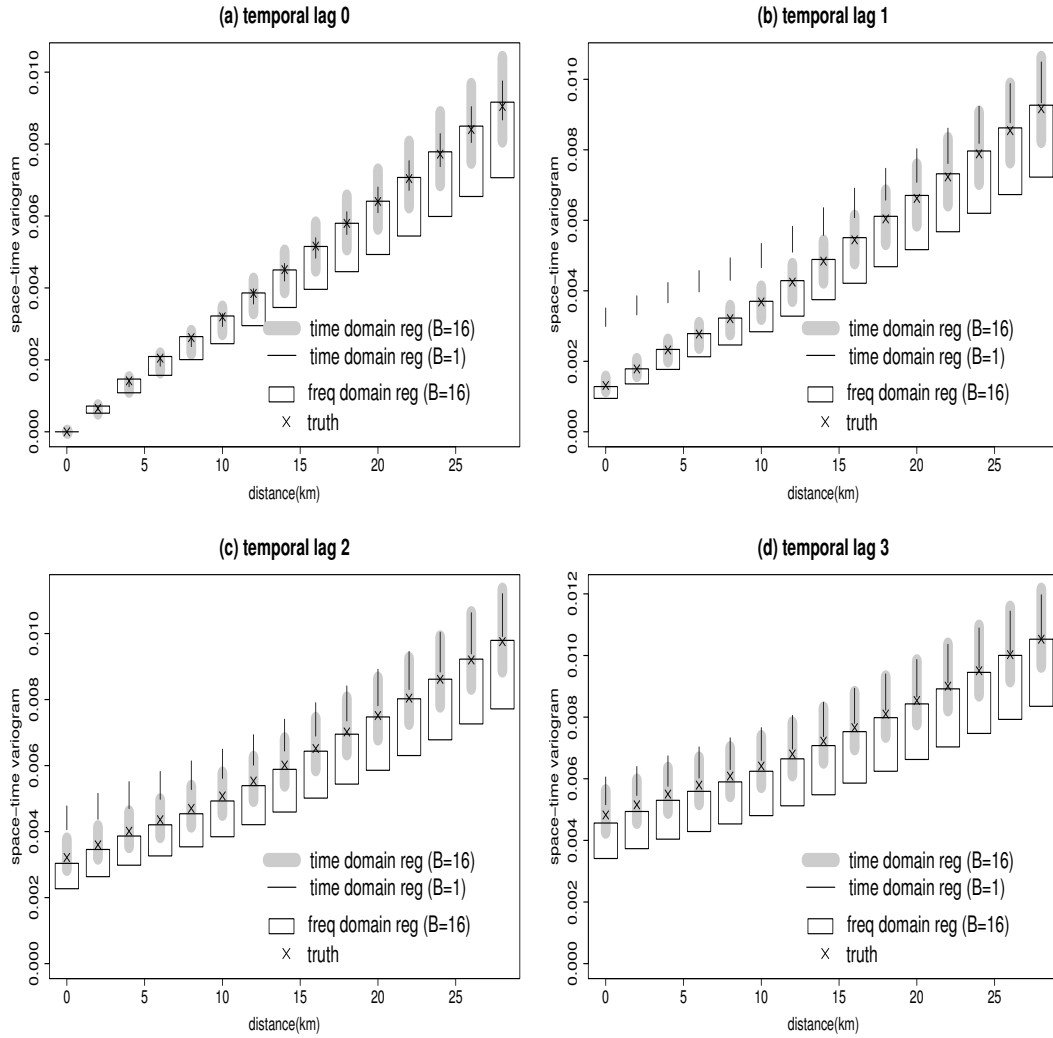 (a) temporal lag 0
space−time variogram
0.000 0.002 0.004 0.006 0.008 0.010
time domain reg (B=16)
time domain reg (B=1)
freq domain reg (B=16)
truth
0 5 10 15 20 25
distance(km)
(b) temporal lag 1
space−time variogram
0.000 0.002 0.004 0.006 0.008 0.010
time domain reg (B=16)
time domain reg (B=1)
freq domain reg (B=16)
truth
0 5 10 15 20 25
distance(km)
(c) temporal lag 2
space−time variogram
0.000 0.002 0.004 0.006 0.008 0.010
time domain reg (B=16)
time domain reg (B=1)
freq domain reg (B=16)
truth
0 5 10 15 20 25
distance(km)
(d) temporal lag 3
space−time variogram
0.000 0.002 0.004 0.006 0.008 0.010 0.012
time domain reg (B=16)
time domain reg (B=1)
freq domain reg (B=16)
truth
0 5 10 15 20 25
distance(km)